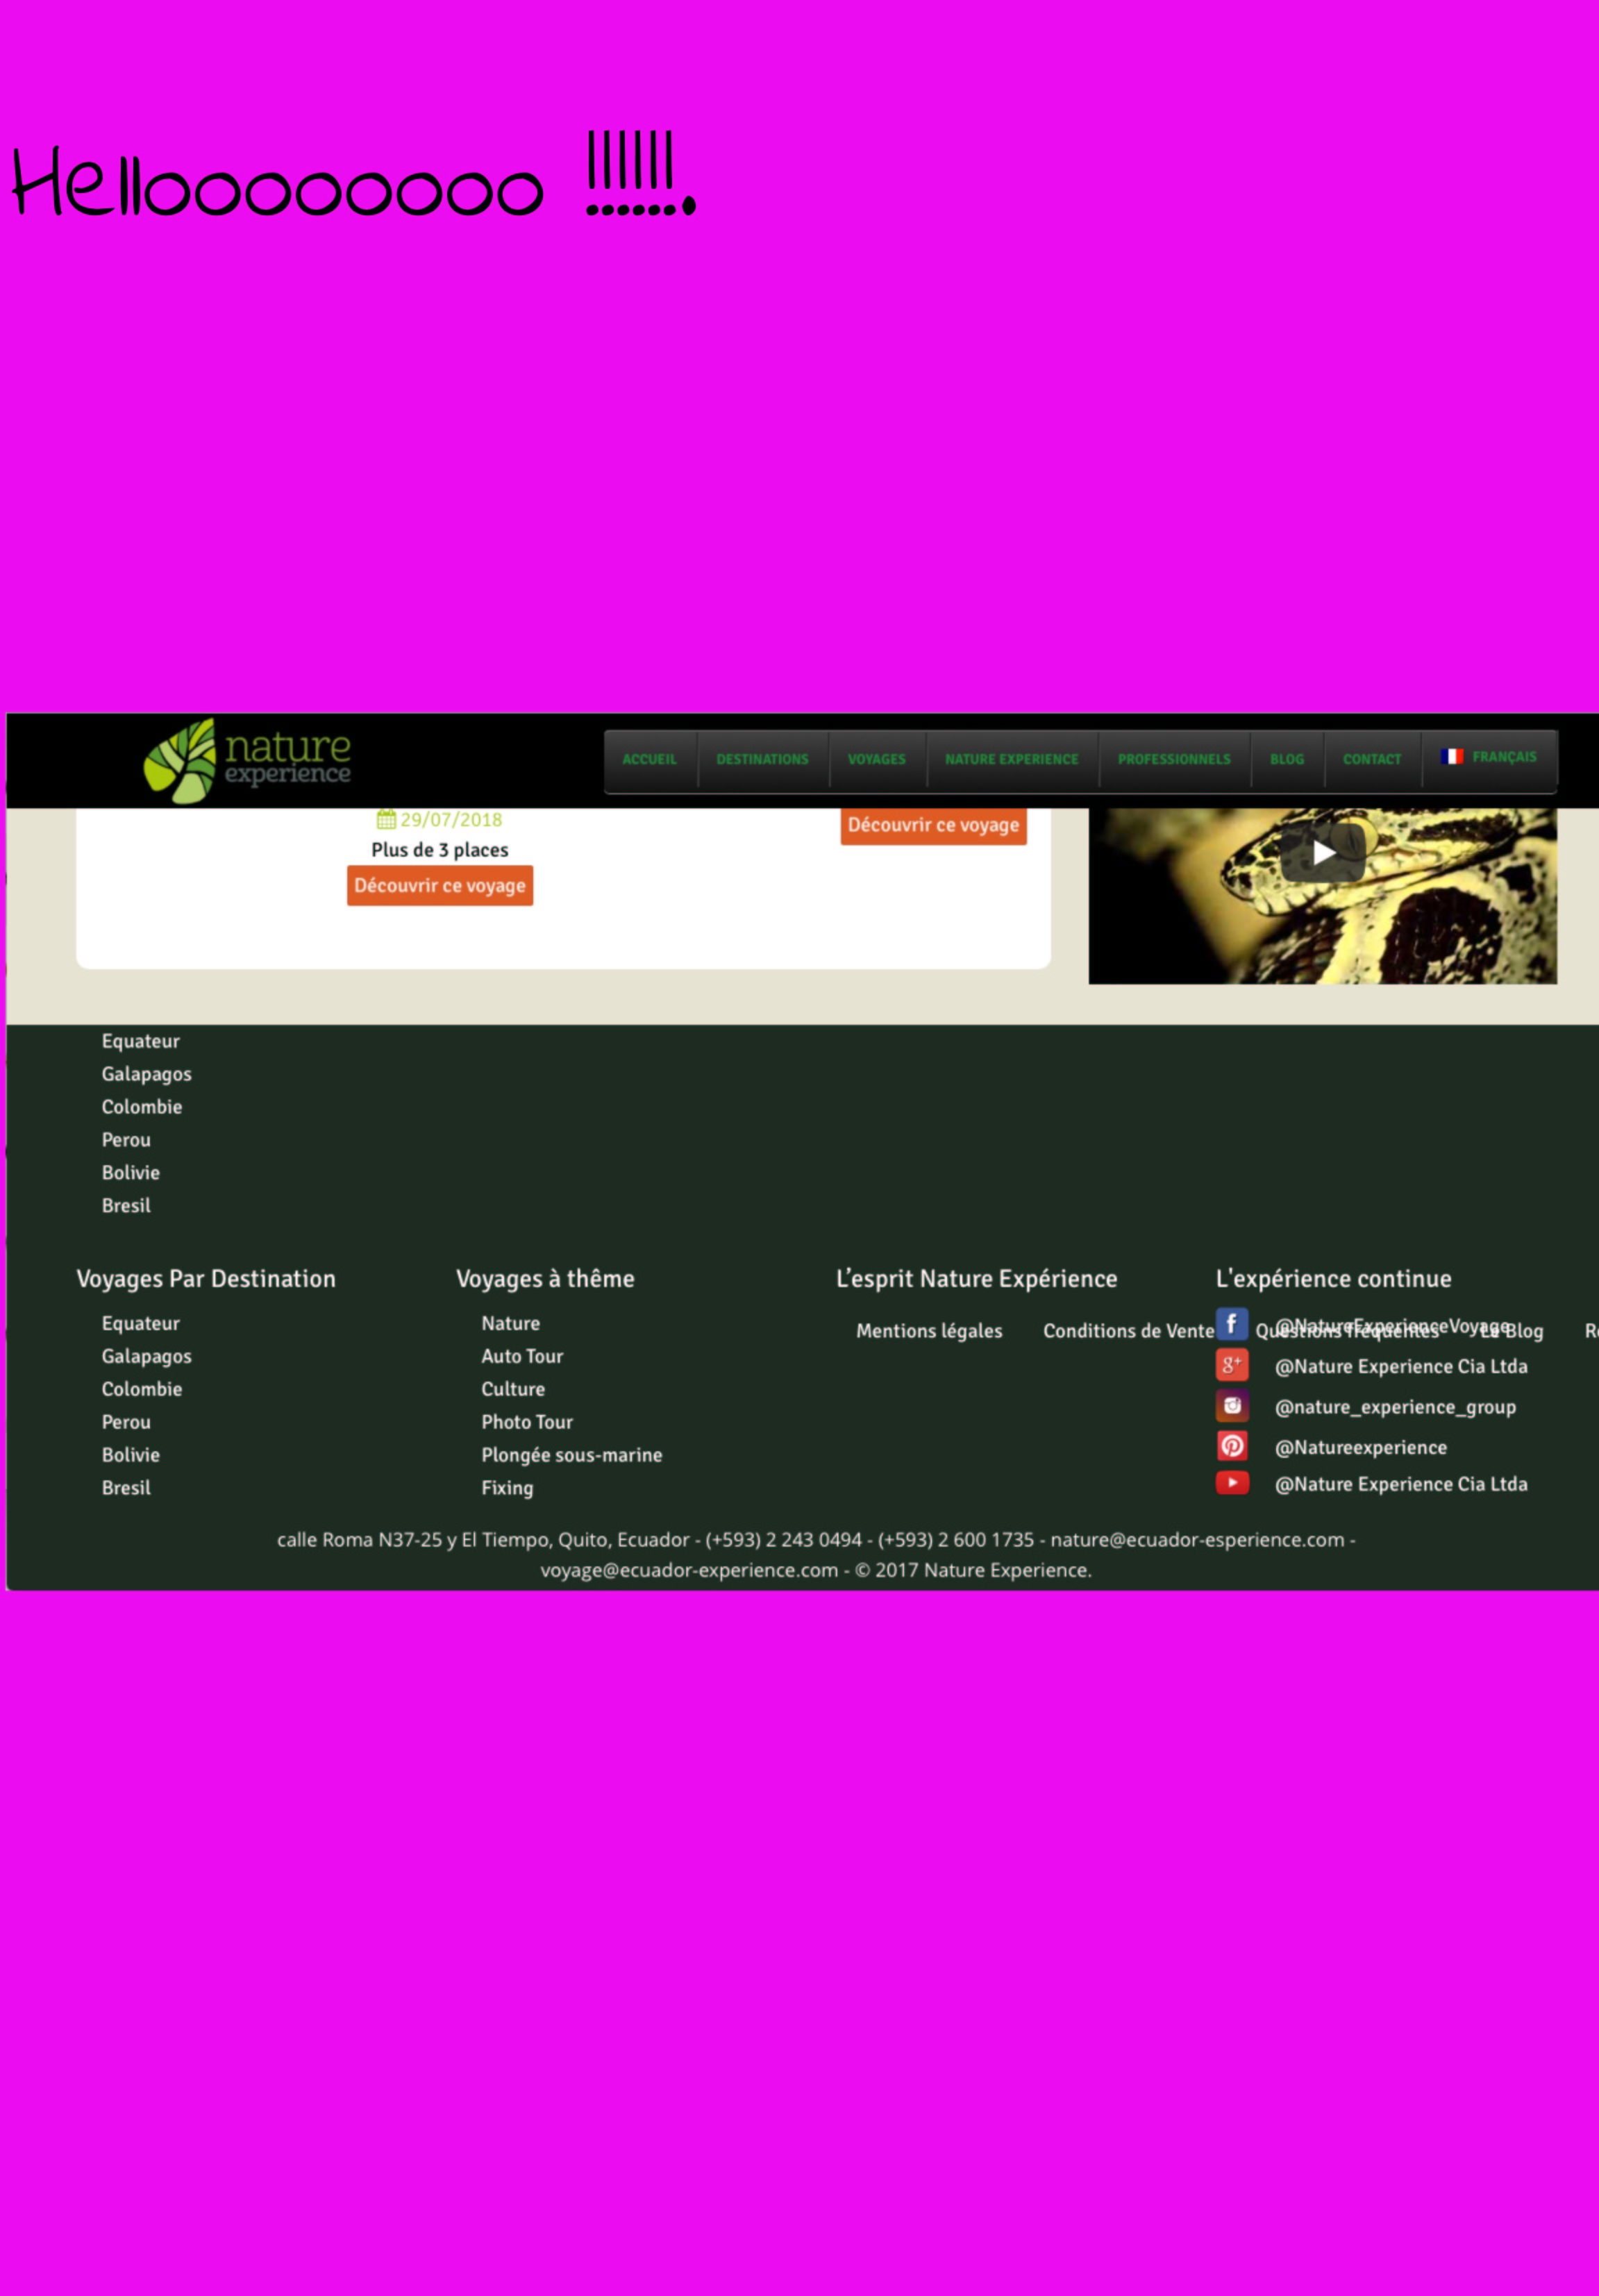 Helloooooooo !!!!!!.
nature
experience
ACCUEIL DESTINATIONS VOYAGES NATURE EXPERIENCE PROFESSIONNELS BLOG CONTACT FRANÇAIS
29/07/2018
Plus de 3 places
Découvrir ce voyage
Découvrir ce voyage
Equateur
Galapagos
Colombie
Perou
Bolivie
Bresil
Voyages Par Destination
Equateur
Galapagos
Colombie
Perou
Bolivie
Bresil
Voyages à thême
Nature
Auto Tour
Culture
Photo Tour
Plongée sous-marine
Fixing
L’esprit Nature Expérience
Mentions légales Conditions de Vente Questions fréquentes Le Blog
L'expérience continue
@NatureExperienceVoyage
@Nature Experience Cia Ltda
@nature_experience_group
@Natureexperience
@Nature Experience Cia Ltda
calle Roma N37-25 y El Tiempo, Quito, Ecuador - (+593) 2 243 0494 - (+593) 2 600 1735 - nature@ecuador-esperience.com -
voyage@ecuador-experience.com - © 2017 Nature Experience.